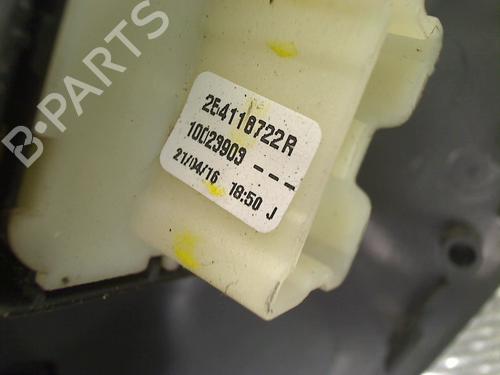 B-PARTS
254118722R
10023903 ---
21/04/16 18:50 J